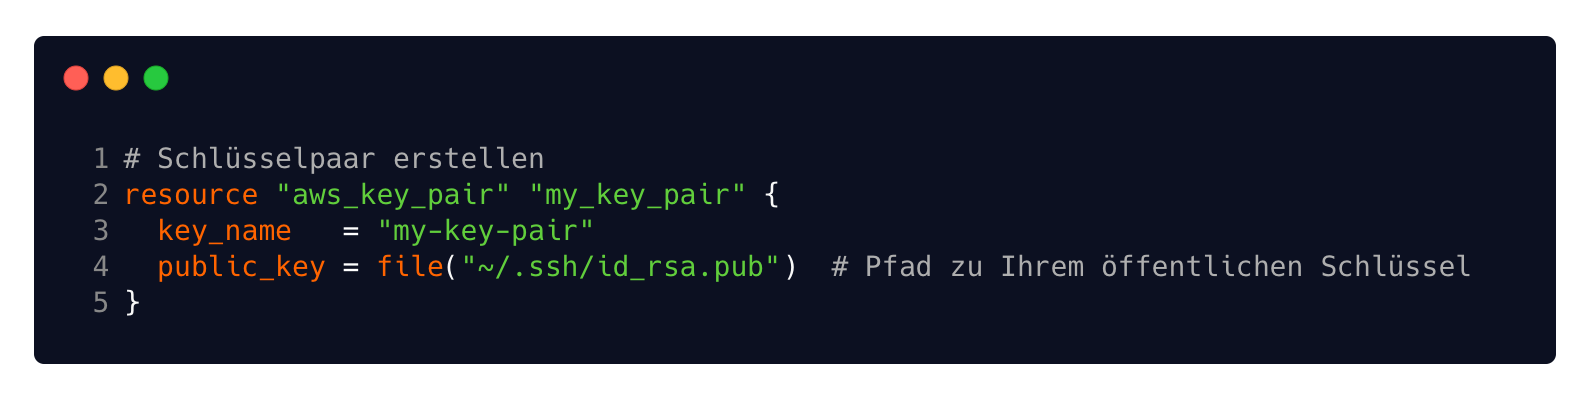 1 # Schlüsselpaar erstellen
2 resource "aws_key_pair" "my_key_pair" {
3   key_name   = "my-key-pair"
4   public_key = file("~/.ssh/id_rsa.pub")  # Pfad zu Ihrem öffentlichen Schlüssel
5 }